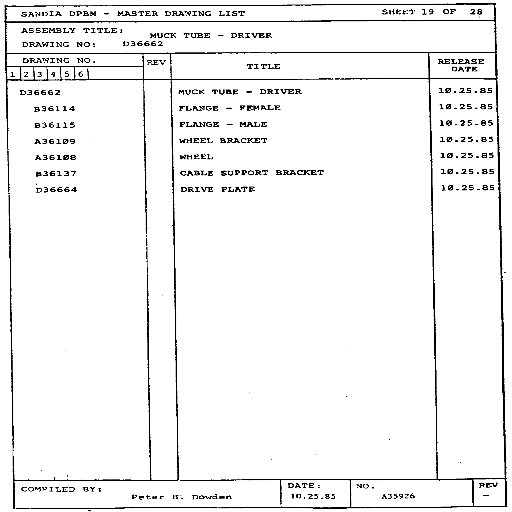 SANDIA DPBM - MASTER DRAWING LIST SHEET 19 OF 28
ASSEMBLY TITLE: MUCK TUBE - DRIVER
DRAWING NO: D36662
DRAWING NO. REV TITLE RELEASE DATE
1 2 3 4 5 6
D36662 MUCK TUBE - DRIVER 10.25.85
B36114 FLANGE - FEMALE 10.25.85
B36115 FLANGE - MALE 10.25.85
A36109 WHEEL BRACKET 10.25.85
A36108 WHEEL 10.25.85
B36137 CABLE SUPPORT BRACKET 10.25.85
D36664 DRIVE PLATE 10.25.85
COMPILED BY: DATE: NO. REV
Peter Dowden 10.25.85 A35926 -